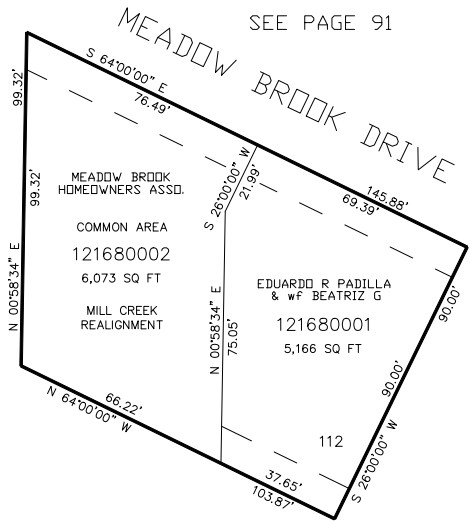 SEE PAGE 91
MEADOW BROOK DRIVE
S 64°00'00" E
76.49'
99.32'
S 26°00'00" W
21.99'
145.88'
69.39'
MEADOW BROOK
HOMEOWNERS ASSO.
99.32'
COMMON AREA
121680002
6,073 SQ FT
MILL CREEK
REALIGNMENT
N 00°58'34" E
N 00°58'34" E
75.05'
EDUARDO R PADILLA
& wf BEATRIZ G
121680001
5,166 SQ FT
90.00'
90.00'
S 26°00'00" W
112
66.22'
N 64°00'00" W
37.65'
103.87'